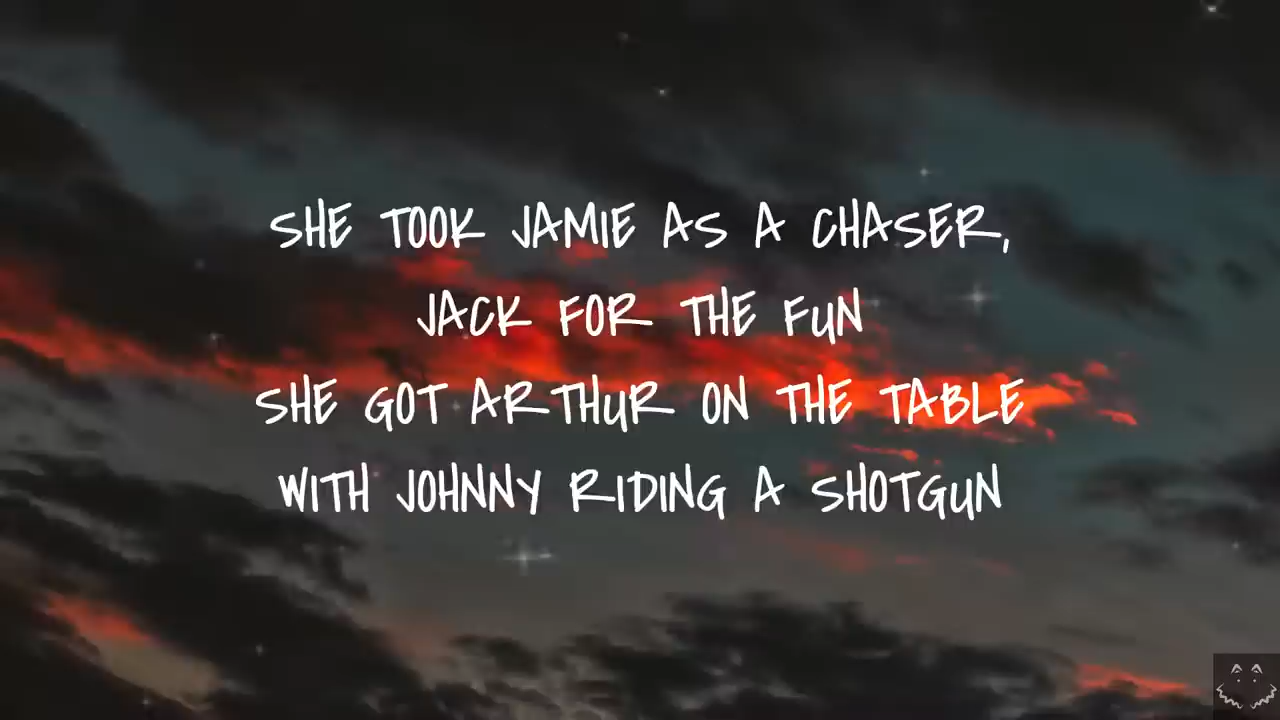 SHE TOOK JAMIE AS A CHASER,
JACK FOR THE FUN
SHE GOT ARTHUR ON THE TABLE
WITH JOHNNY RIDING A SHOTGUN